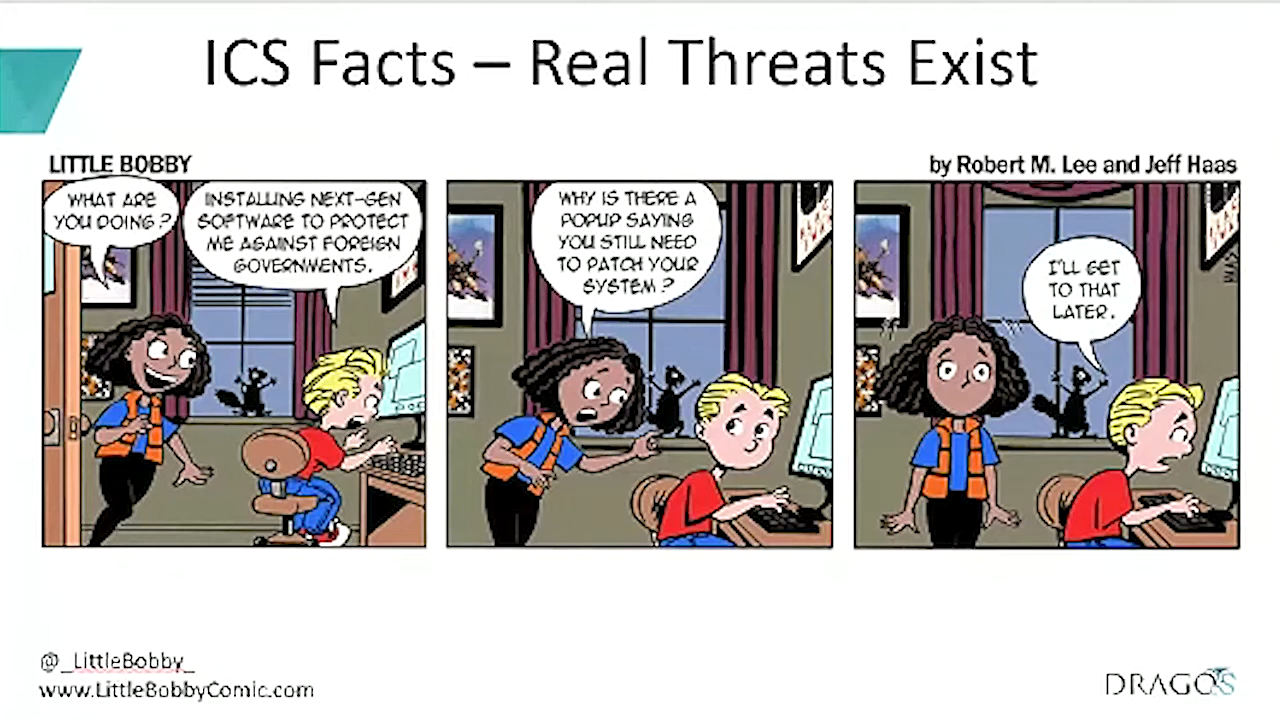 ICS Facts – Real Threats Exist
LITTLE BOBBY
by Robert M. Lee and Jeff Haas
WHAT ARE
YOU DOING?
INSTALLING NEXT-GEN
SOFTWARE TO PROTECT
ME AGAINST FOREIGN
GOVERNMENTS.
WHY IS THERE A
POPUP SAYING
YOU STILL NEED
TO PATCH YOUR
SYSTEM?
I'LL GET
TO THAT
LATER.
@_LittleBobby_
www.LittleBobbyComic.com
DRAGOS